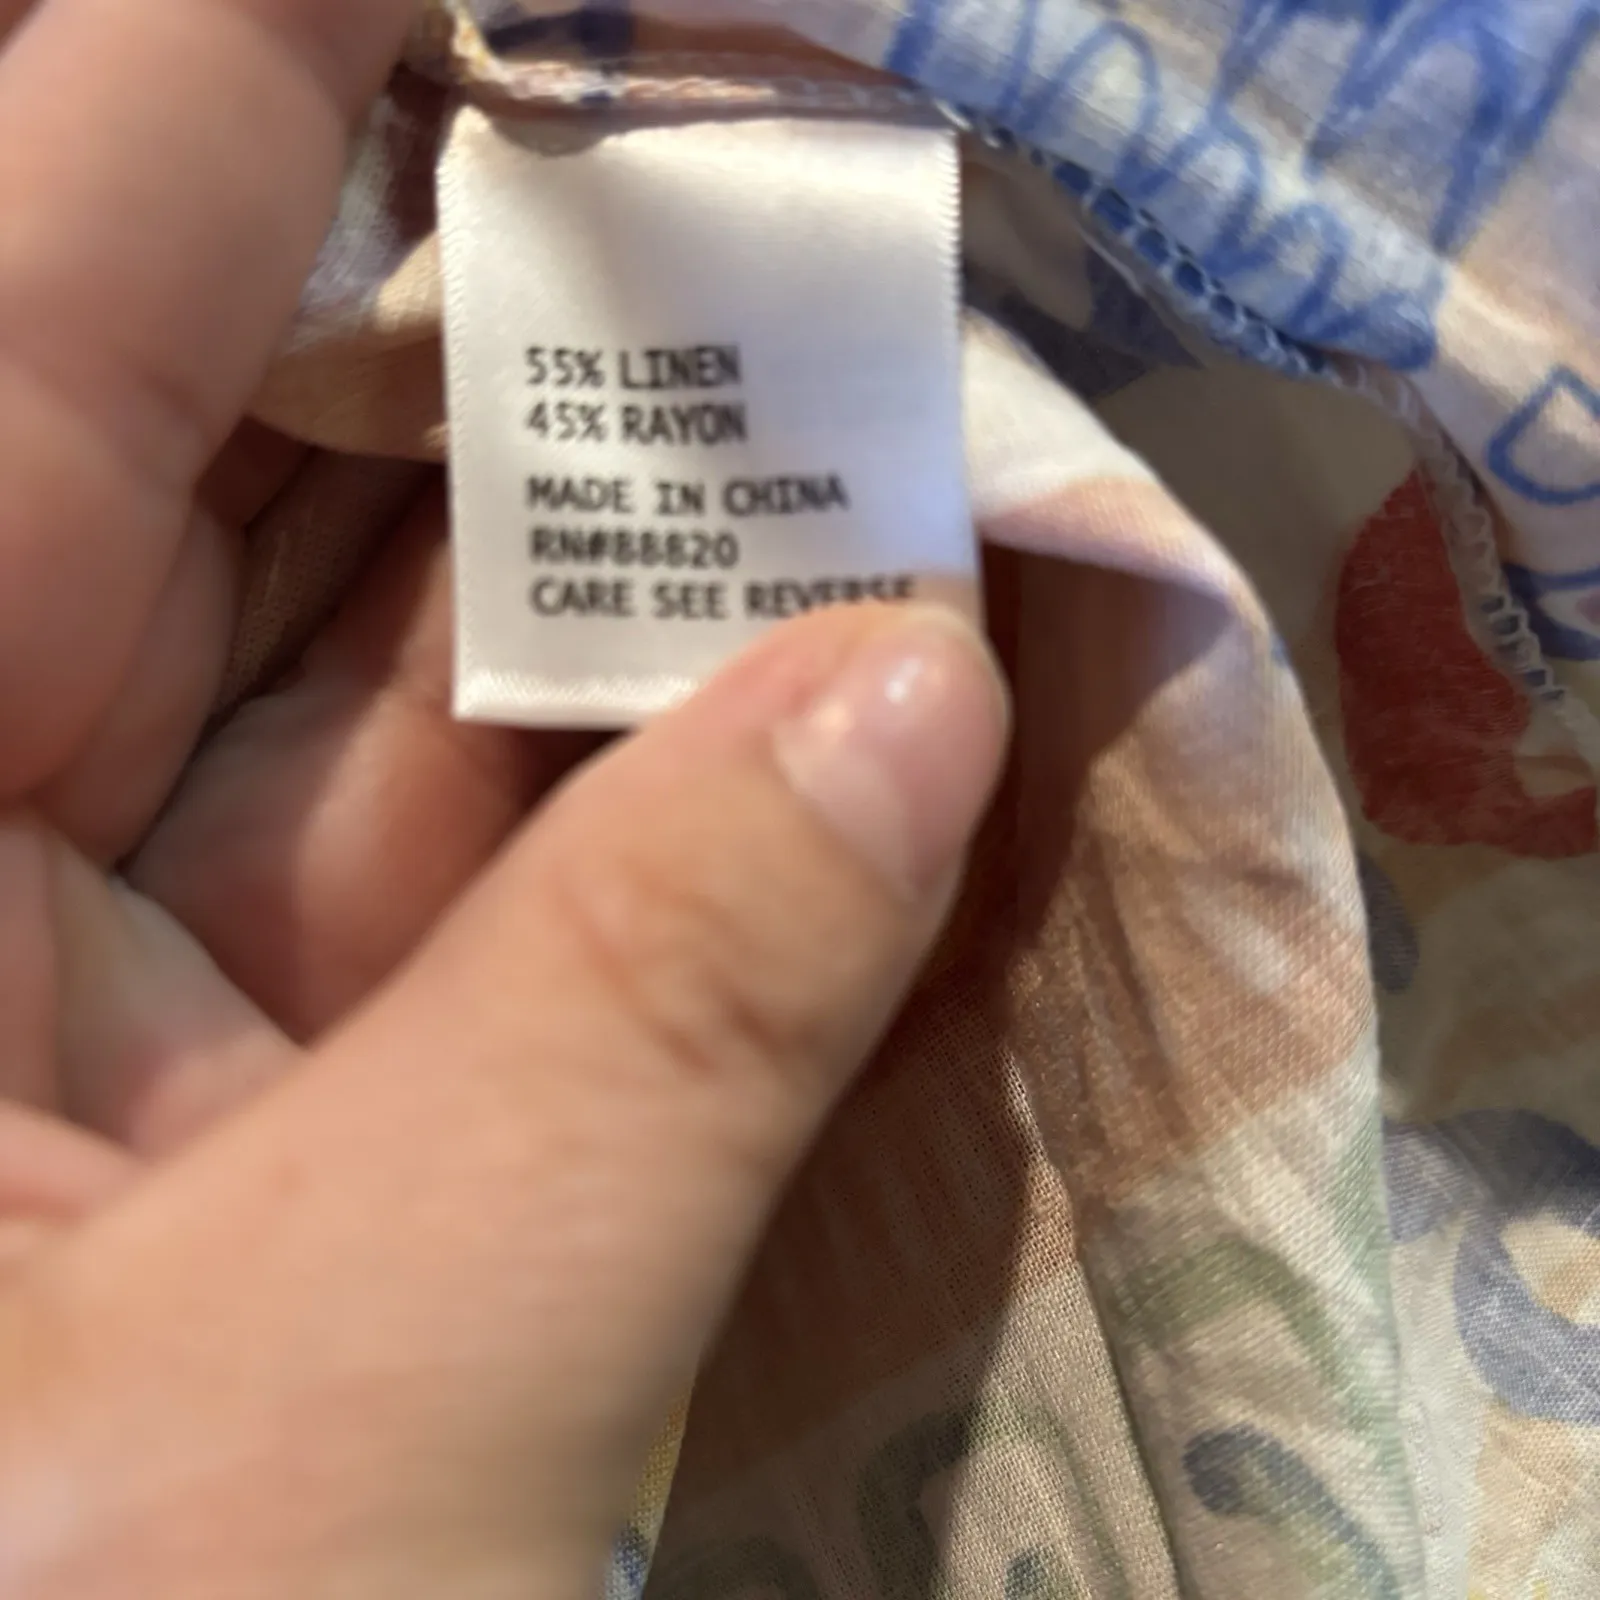 55% LINEN
45% RAYON
MADE IN CHINA
RN#88820
CARE SEE REVERSE